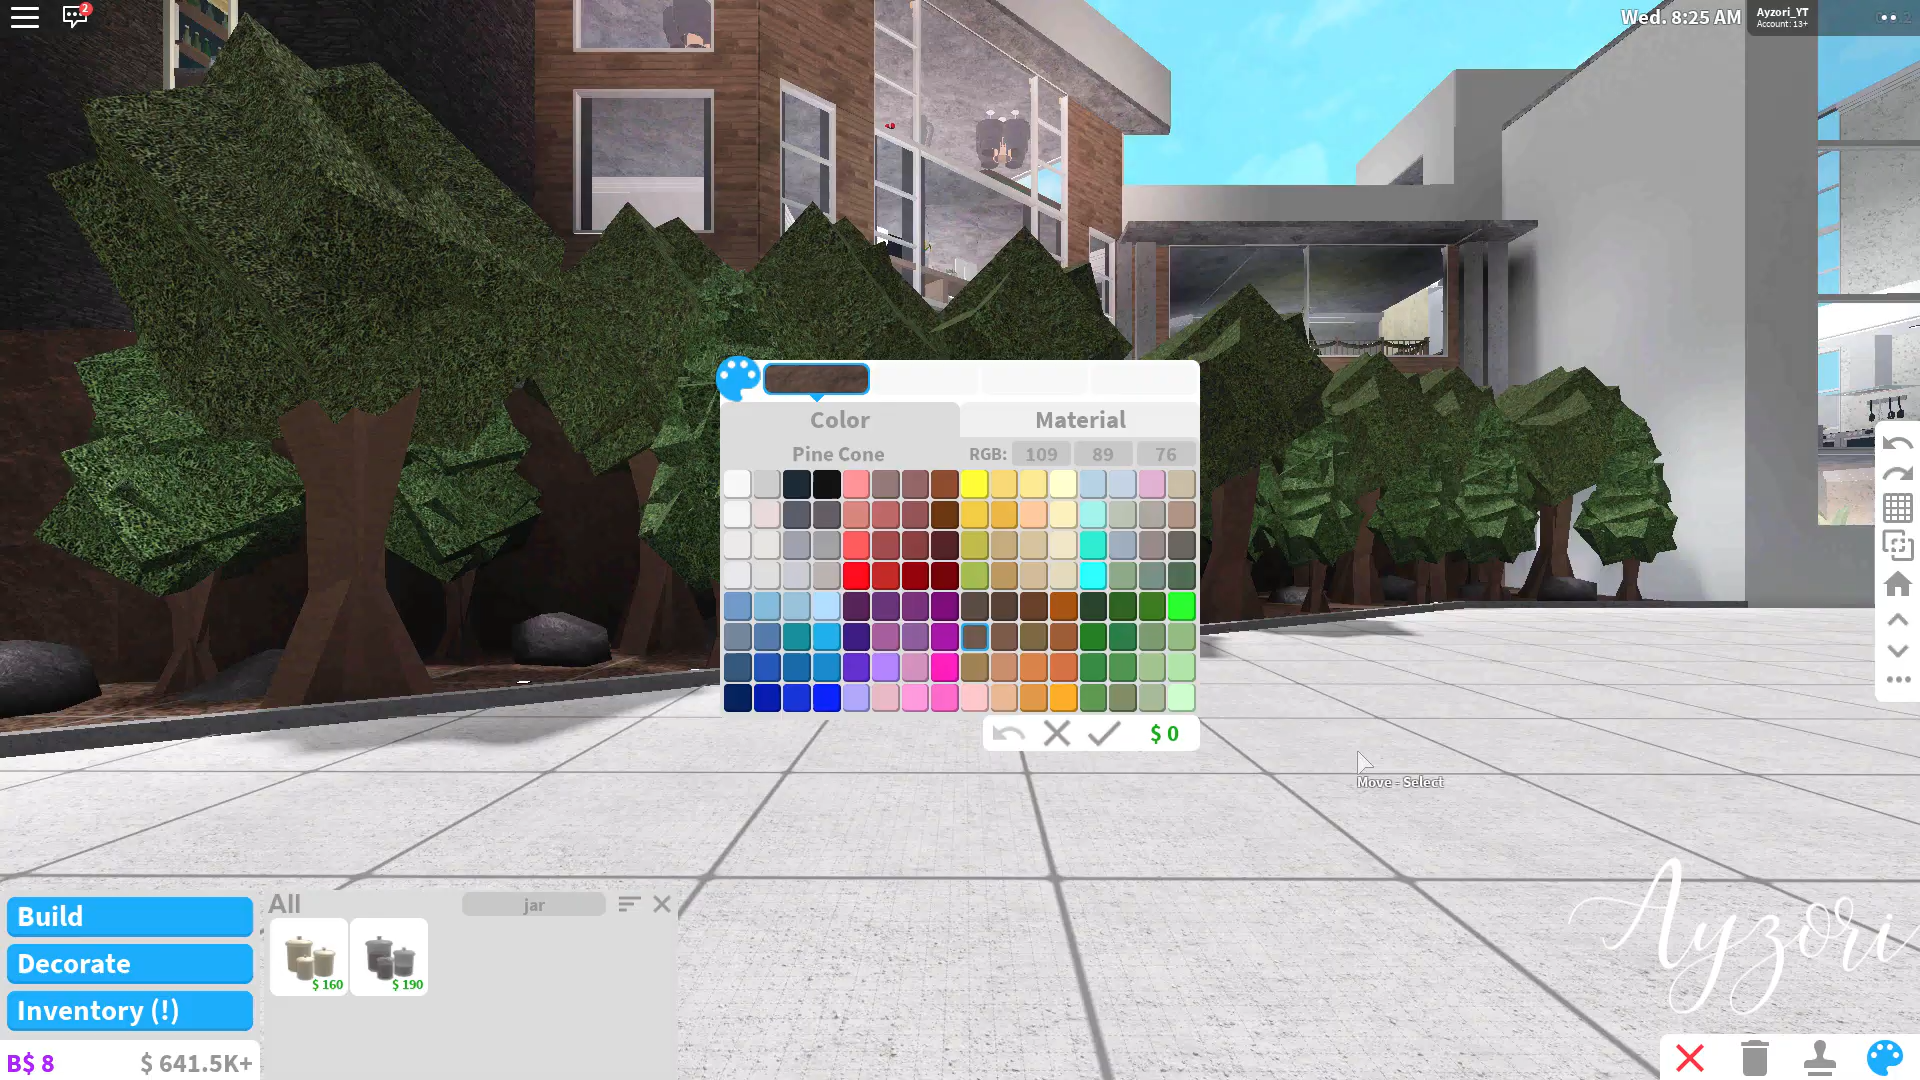 2
Wed. 8:25 AM
Ayzori_YT
Account: 13+
Color
Material
Pine Cone
RGB: 109 89 76
$ 0
Move - Select
Build
Decorate
Inventory (!)
B$ 8
$ 641.5K+
All
jar
$ 160
$ 190
Ayzori